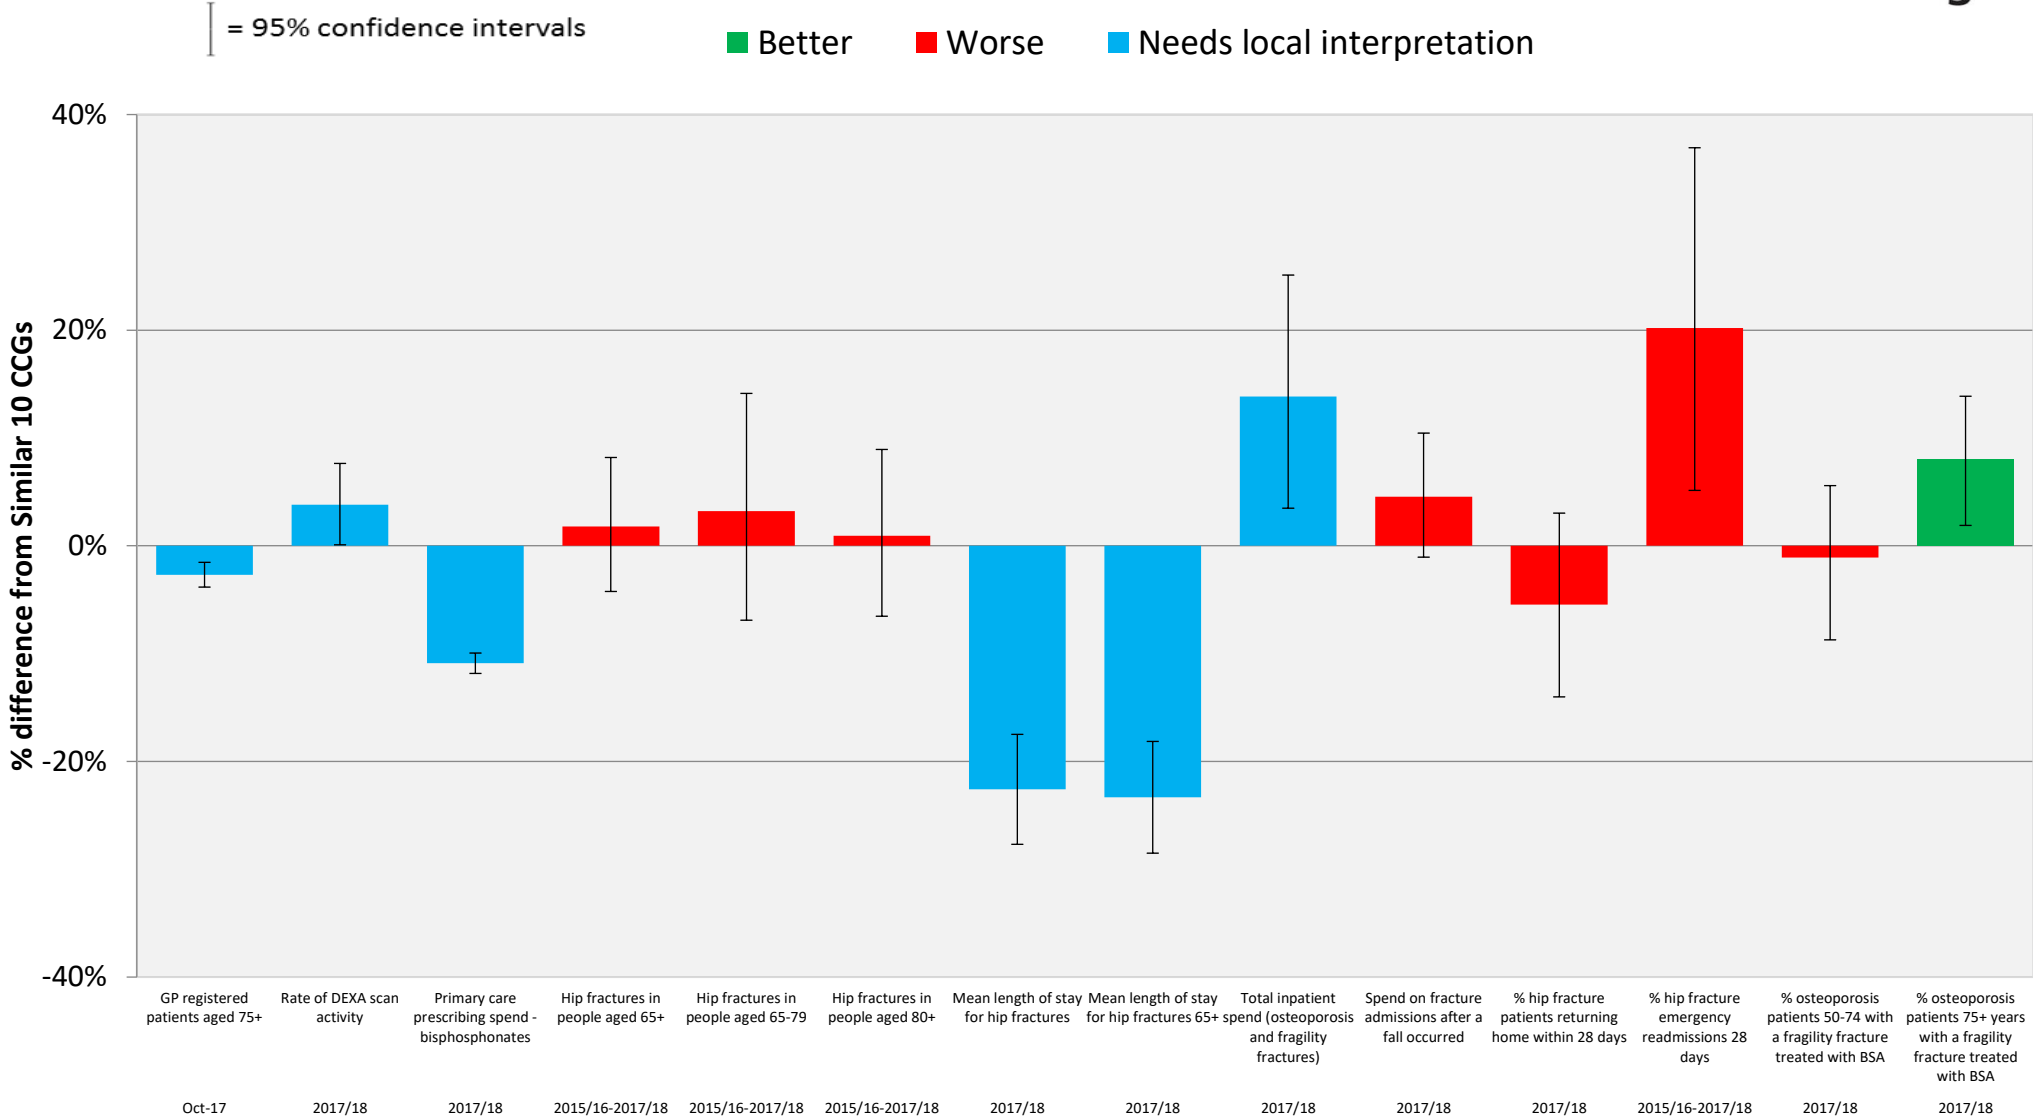 = 95% confidence intervals
Better
Worse
Needs local interpretation
% difference from Similar 10 CCGs
40%
20%
0%
-20%
-40%
GP registered
patients aged 75+
Oct-17
Rate of DEXA scan
activity
2017/18
Primary care
prescribing spend -
bisphosphonates
2017/18
Hip fractures in
people aged 65+
2015/16-2017/18
Hip fractures in
people aged 65-79
2015/16-2017/18
Hip fractures in
people aged 80+
2015/16-2017/18
Mean length of stay
for hip fractures
2017/18
Mean length of stay
for hip fractures 65+
2017/18
Total inpatient
spend (osteoporosis
and fragility
fractures)
2017/18
Spend on fracture
admissions after a
fall occurred
2017/18
% hip fracture
patients returning
home within 28 days
2017/18
% hip fracture
emergency
readmissions 28
days
2015/16-2017/18
% osteoporosis
patients 50-74 with
a fragility fracture
treated with BSA
2017/18
% osteoporosis
patients 75+ years
with a fragility
fracture treated
with BSA
2017/18